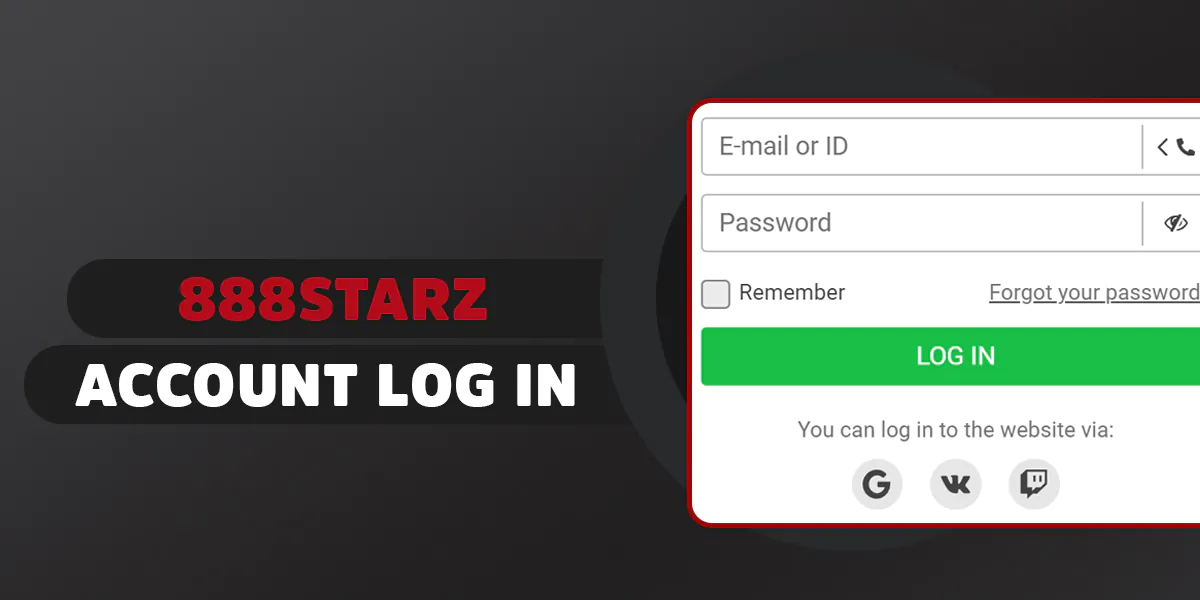 888STARZ
ACCOUNT LOG IN
E-mail or ID
Password
Remember
Forgot your password
LOG IN
You can log in to the website via: